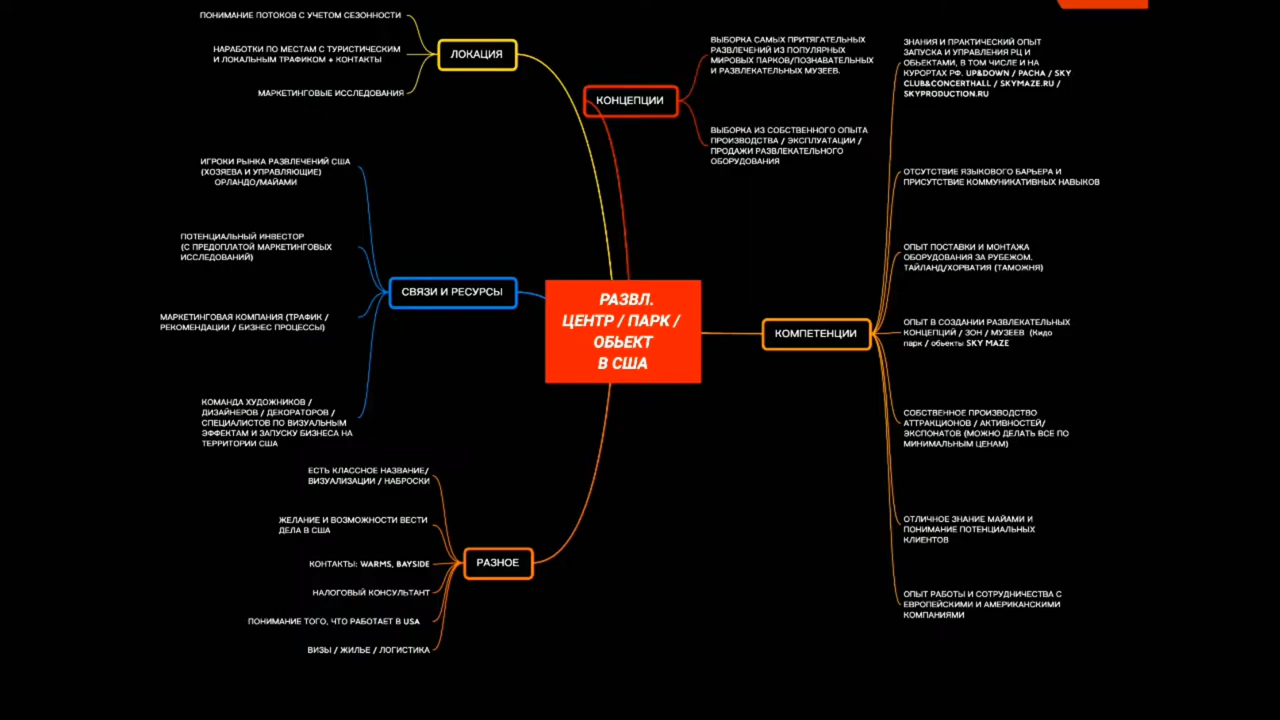 ПОНИМАНИЕ ПОТОКОВ С УЧЕТОМ СЕЗОННОСТИ
НАРАБОТКИ ПО МЕСТАМ С ТУРИСТИЧЕСКИМ
И ЛОКАЛЬНЫМ ТРАФИКОМ + КОНТАКТЫ
МАРКЕТИНГОВЫЕ ИССЛЕДОВАНИЯ
ЛОКАЦИЯ
КОНЦЕПЦИИ
ВЫБОРКА САМЫХ ПРИТЯГАТЕЛЬНЫХ
РАЗВЛЕЧЕНИЙ ИЗ ПОПУЛЯРНЫХ
МИРОВЫХ ПАРКОВ/ПОЗНАВАТЕЛЬНЫХ
И РАЗВЛЕКАТЕЛЬНЫХ МУЗЕЕВ.
ВЫБОРКА ИЗ СОБСТВЕННОГО ОПЫТА
ПРОИЗВОДСТВА / ЭКСПЛУАТАЦИИ /
ПРОДАЖИ РАЗВЛЕКАТЕЛЬНОГО
ОБОРУДОВАНИЯ
ИГРОКИ РЫНКА РАЗВЛЕЧЕНИЙ США
(ХОЗЯЕВА И УПРАВЛЯЮЩИЕ)
ОРЛАНДО/МАЙАМИ
ПОТЕНЦИАЛЬНЫЙ ИНВЕСТОР
(С ПРЕДОПЛАТОЙ МАРКЕТИНГОВЫХ
ИССЛЕДОВАНИЙ)
МАРКЕТИНГОВАЯ КОМПАНИЯ (ТРАФИК /
РЕКОМЕНДАЦИИ / БИЗНЕС ПРОЦЕССЫ)
КОМАНДА ХУДОЖНИКОВ /
ДИЗАЙНЕРОВ / ДЕКОРАТОРОВ /
СПЕЦИАЛИСТОВ ПО ВИЗУАЛЬНЫМ
ЭФФЕКТАМ И ЗАПУСКУ БИЗНЕСА НА
ТЕРРИТОРИИ США
СВЯЗИ И РЕСУРСЫ
РАЗВЛ.
ЦЕНТР / ПАРК /
ОБЬЕКТ
В США
КОМПЕТЕНЦИИ
ЗНАНИЯ И ПРАКТИЧЕСКИЙ ОПЫТ
ЗАПУСКА И УПРАВЛЕНИЯ РЦ И
ОБЬЕКТАМИ, В ТОМ ЧИСЛЕ И НА
КУРОРТАХ РФ. UP&DOWN / PACHA / SKY
CLUB&CONCERTHALL / SKYMAZE.RU /
SKYPRODUCTION.RU
ОТСУТСТВИЕ ЯЗЫКОВОГО БАРЬЕРА И
ПРИСУТСТВИЕ КОММУНИКАТИВНЫХ НАВЫКОВ
ОПЫТ ПОСТАВКИ И МОНТАЖА
ОБОРУДОВАНИЯ ЗА РУБЕЖОМ.
ТАЙЛАНД/ХОРВАТИЯ (ТАМОЖНЯ)
ОПЫТ В СОЗДАНИИ РАЗВЛЕКАТЕЛЬНЫХ
КОНЦЕПЦИЙ / ЗОН / МУЗЕЕВ (Кидо
парк / обьекты SKY MAZE
СОБСТВЕННОЕ ПРОИЗВОДСТВО
АТТРАКЦИОНОВ / АКТИВНОСТЕЙ/
ЭКСПОНАТОВ (МОЖНО ДЕЛАТЬ ВСЕ ПО
МИНИМАЛЬНЫМ ЦЕНАМ)
ОТЛИЧНОЕ ЗНАНИЕ МАЙАМИ И
ПОНИМАНИЕ ПОТЕНЦИАЛЬНЫХ
КЛИЕНТОВ
ОПЫТ РАБОТЫ И СОТРУДНИЧЕСТВА С
ЕВРОПЕЙСКИМИ И АМЕРИКАНСКИМИ
КОМПАНИЯМИ
ЕСТЬ КЛАССНОЕ НАЗВАНИЕ/
ВИЗУАЛИЗАЦИИ / НАБРОСКИ
ЖЕЛАНИЕ И ВОЗМОЖНОСТИ ВЕСТИ
ДЕЛА В США
КОНТАКТЫ: WARMS, BAYSIDE
НАЛОГОВЫЙ КОНСУЛЬТАНТ
ПОНИМАНИЕ ТОГО, ЧТО РАБОТАЕТ В USA
ВИЗЫ / ЖИЛЬЕ / ЛОГИСТИКА
РАЗНОЕ